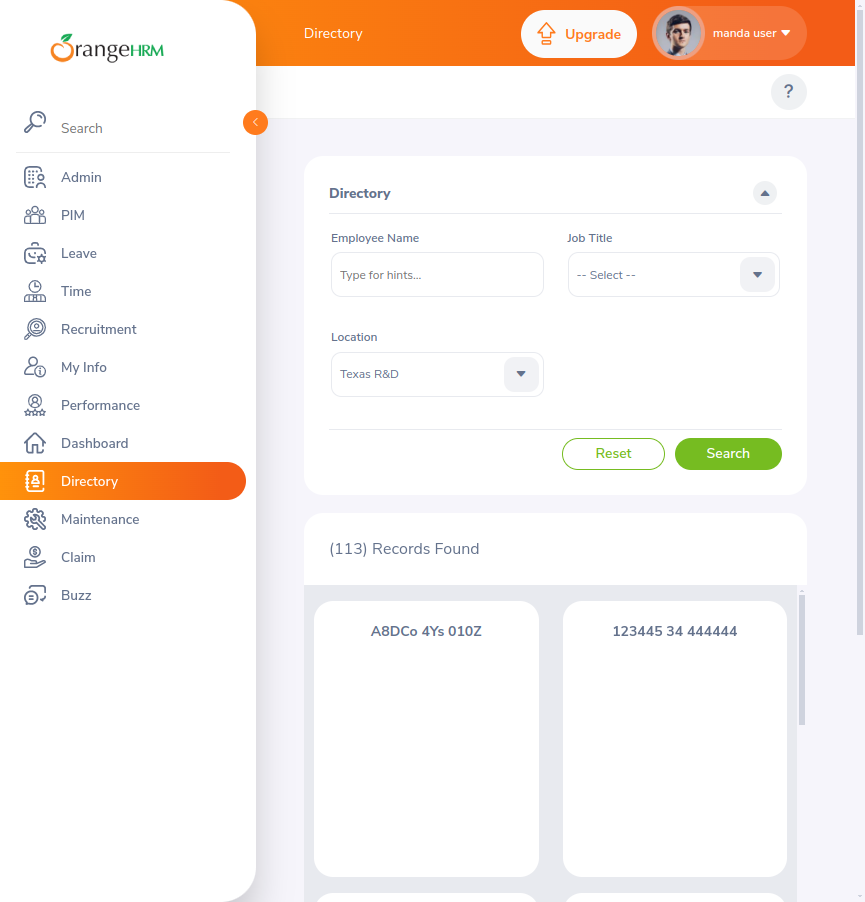 OrangeHRM
Directory
Upgrade
manda user
?
Search
Admin
PIM
Leave
Time
Recruitment
My Info
Performance
Dashboard
Directory
Maintenance
Claim
Buzz
Directory
Employee Name
Job Title
Type for hints...
-- Select --
Location
Texas R&D
Reset
Search
(113) Records Found
A8DCo 4Ys 010Z
123445 34 444444